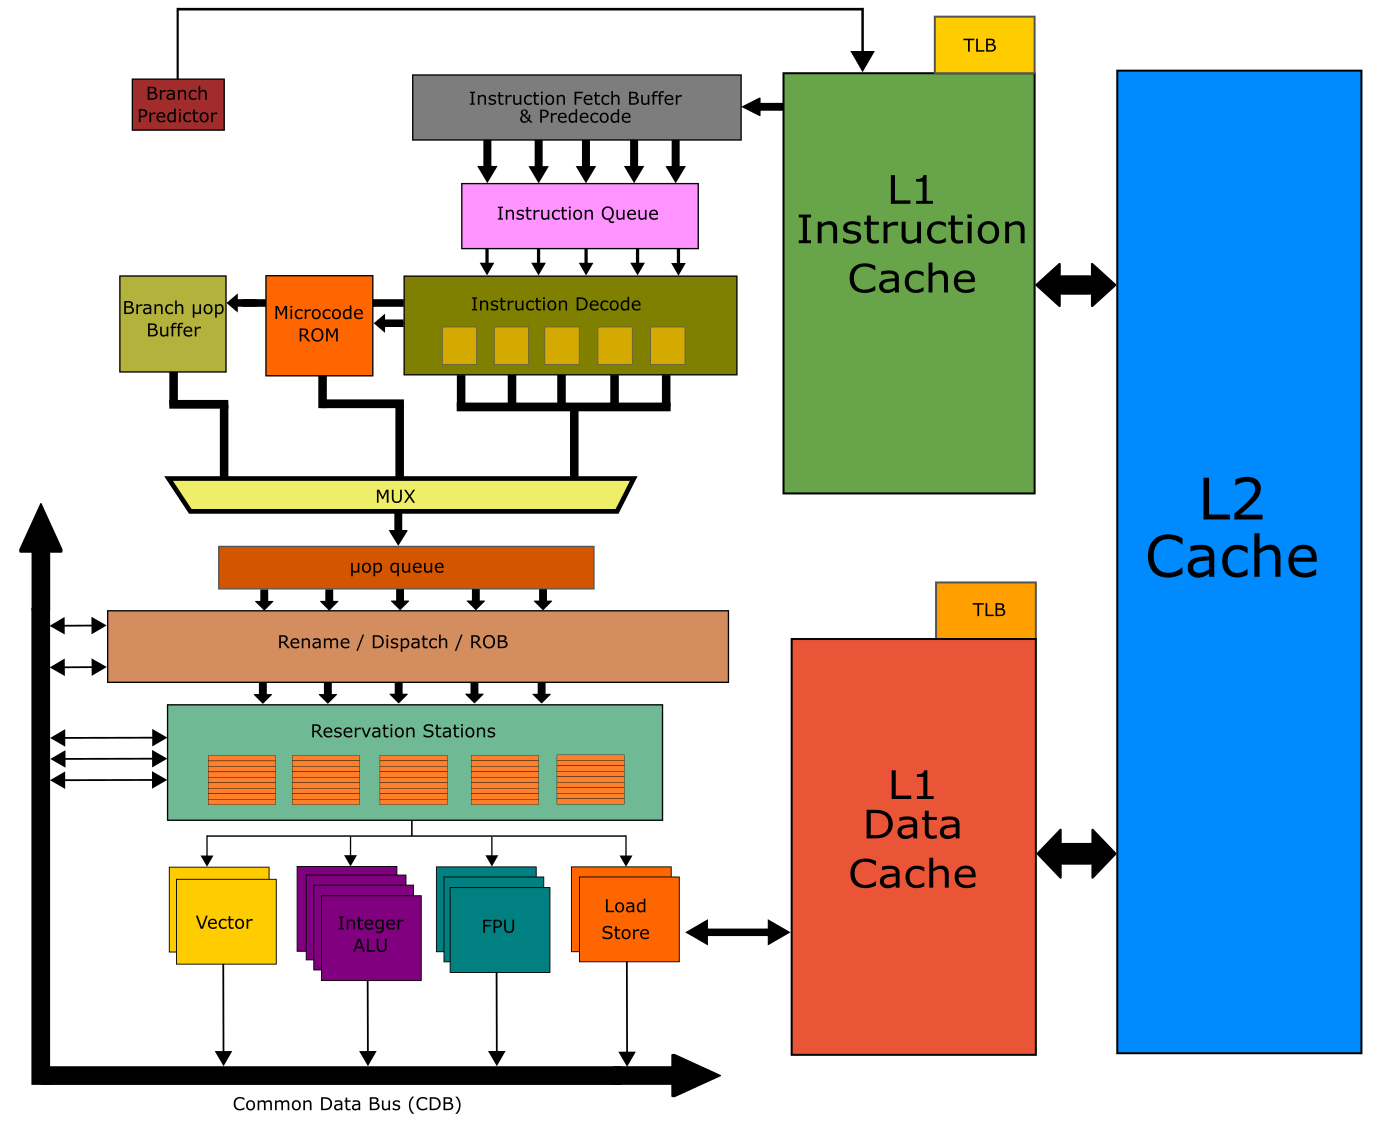 TLB
Branch
Predictor
Instruction Fetch Buffer
& Predecode
L1
Instruction
Cache
Instruction Queue
Branch µop
Buffer
Microcode
ROM
Instruction Decode
MUX
L2
Cache
µop queue
TLB
Rename / Dispatch / ROB
Reservation Stations
L1
Data
Cache
Vector
Integer
ALU
FPU
Load
Store
Common Data Bus (CDB)